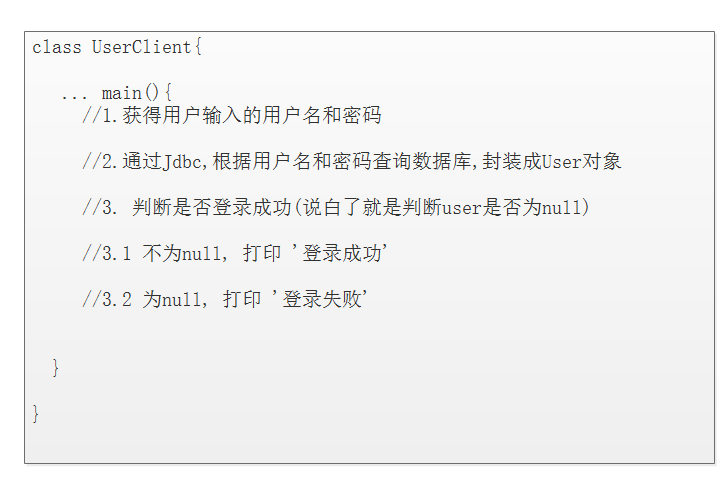 class UserClient{
... main(){
//1.获得用户输入的用户名和密码
//2.通过Jdbc,根据用户名和密码查询数据库,封装成User对象
//3. 判断是否登录成功(说白了就是判断user是否为null)
//3.1 不为null, 打印 '登录成功'
//3.2 为null, 打印 '登录失败'
}
}